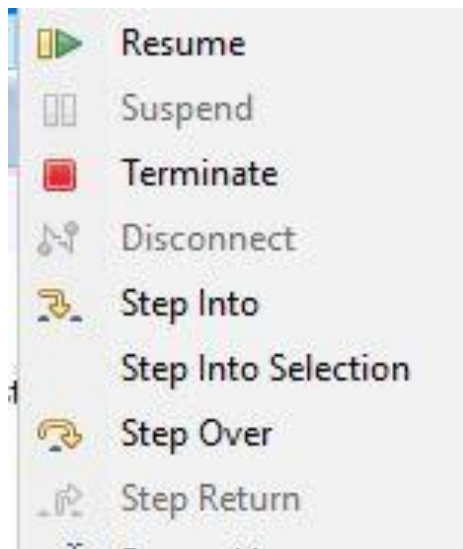 Resume
Suspend
Terminate
Disconnect
Step Into
Step Into Selection
Step Over
Step Return